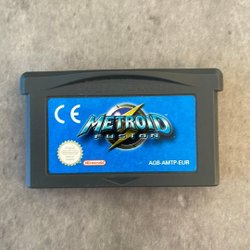 CE
METROID
FUSION
Nintendo
AGB-AMTP-EUR